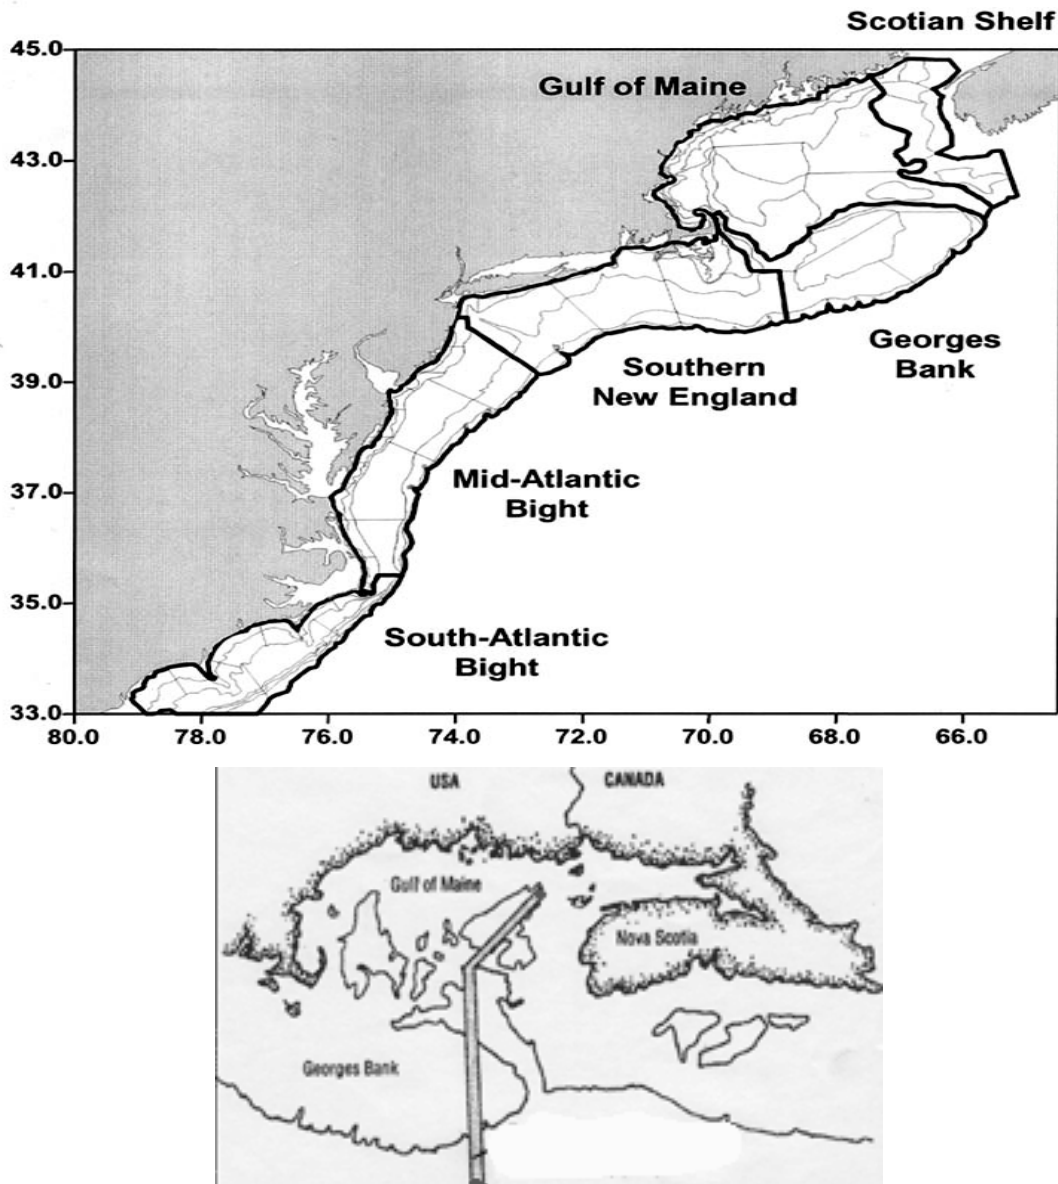 Scotian Shelf
45.0
Gulf of Maine
43.0
41.0
Georges
Bank
39.0
Southern
New England
37.0
Mid-Atlantic
Bight
35.0
South-Atlantic
Bight
33.0
80.0 78.0 76.0 74.0 72.0 70.0 68.0 66.0
USA CANADA
Gulf of Maine
Nova Scotia
Georges Bank